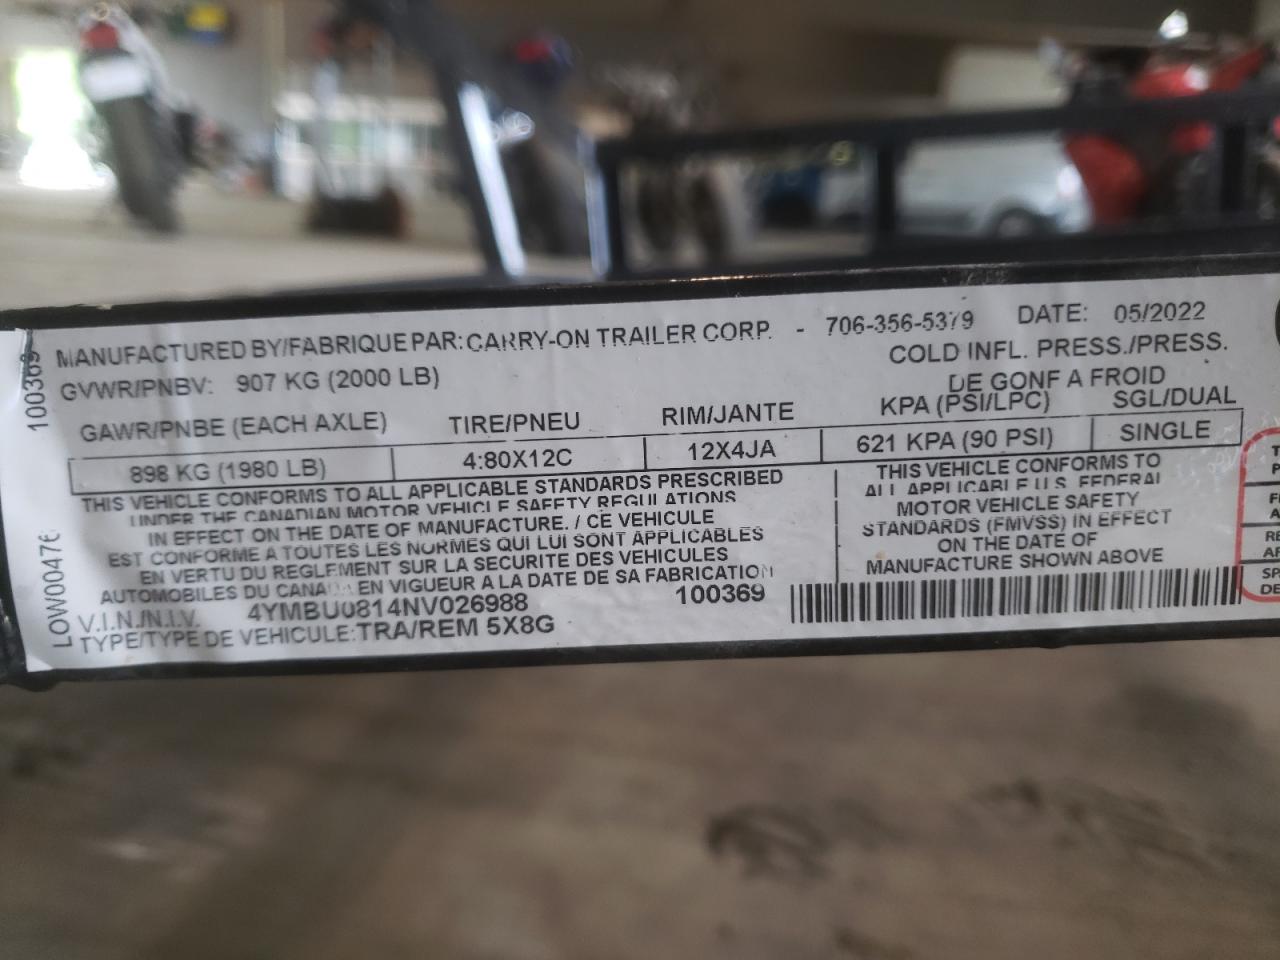 MANUFACTURED BY/FABRIQUE PAR: CARRY-ON TRAILER CORP. - 706-356-5379 DATE: 05/2022
GVWR/PNBV: 907 KG (2000 LB)
COLD INFL. PRESS./PRESS.
DE GONF A FROID
GAWR/PNBE (EACH AXLE) TIRE/PNEU RIM/JANTE KPA (PSI/LPC) SGL/DUAL
898 KG (1980 LB) 4:80X12C 12X4JA 621 KPA (90 PSI) SINGLE
THIS VEHICLE CONFORMS TO ALL APPLICABLE STANDARDS PRESCRIBED
UNDER THE CANADIAN MOTOR VEHICLE SAFETY REGULATIONS
IN EFFECT ON THE DATE OF MANUFACTURE. / CE VEHICULE
EST CONFORME A TOUTES LES NORMES QUI LUI SONT APPLICABLES
EN VERTU DU REGLEMENT SUR LA SECURITE DES VEHICULES
AUTOMOBILES DU CANADA EN VIGUEUR A LA DATE DE SA FABRICATION
THIS VEHICLE CONFORMS TO
ALL APPLICABLE U.S. FEDERAL
MOTOR VEHICLE SAFETY
STANDARDS (FMVSS) IN EFFECT
ON THE DATE OF
MANUFACTURE SHOWN ABOVE
V.I.N./N.I.V. 4YMBU0814NV026988 100369
TYPE/TYPE DE VEHICULE: TRA/REM 5X8G
100369
LOW00476